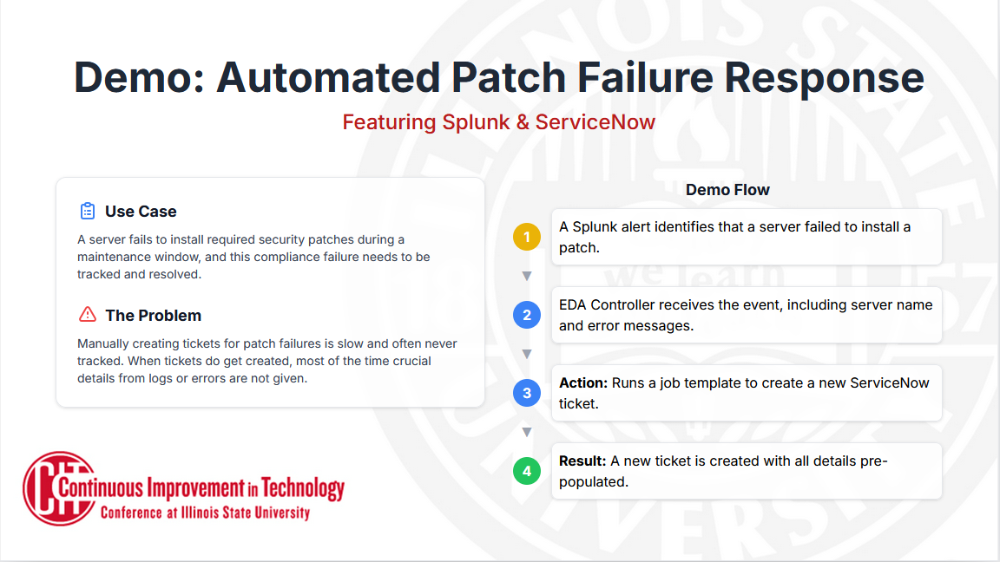 Demo: Automated Patch Failure Response
Featuring Splunk & ServiceNow
Use Case
A server fails to install required security patches during a
maintenance window, and this compliance failure needs to be
tracked and resolved.
The Problem
Manually creating tickets for patch failures is slow and often never
tracked. When tickets do get created, most of the time crucial
details from logs or errors are not given.
Demo Flow
1
A Splunk alert identifies that a server failed to install a
patch.
2
EDA Controller receives the event, including server name
and error messages.
3
Action: Runs a job template to create a new ServiceNow
ticket.
4
Result: A new ticket is created with all details pre-
populated.
CIT
Continuous Improvement in Technology
Conference at Illinois State University
ILLINOIS STATE
we learn